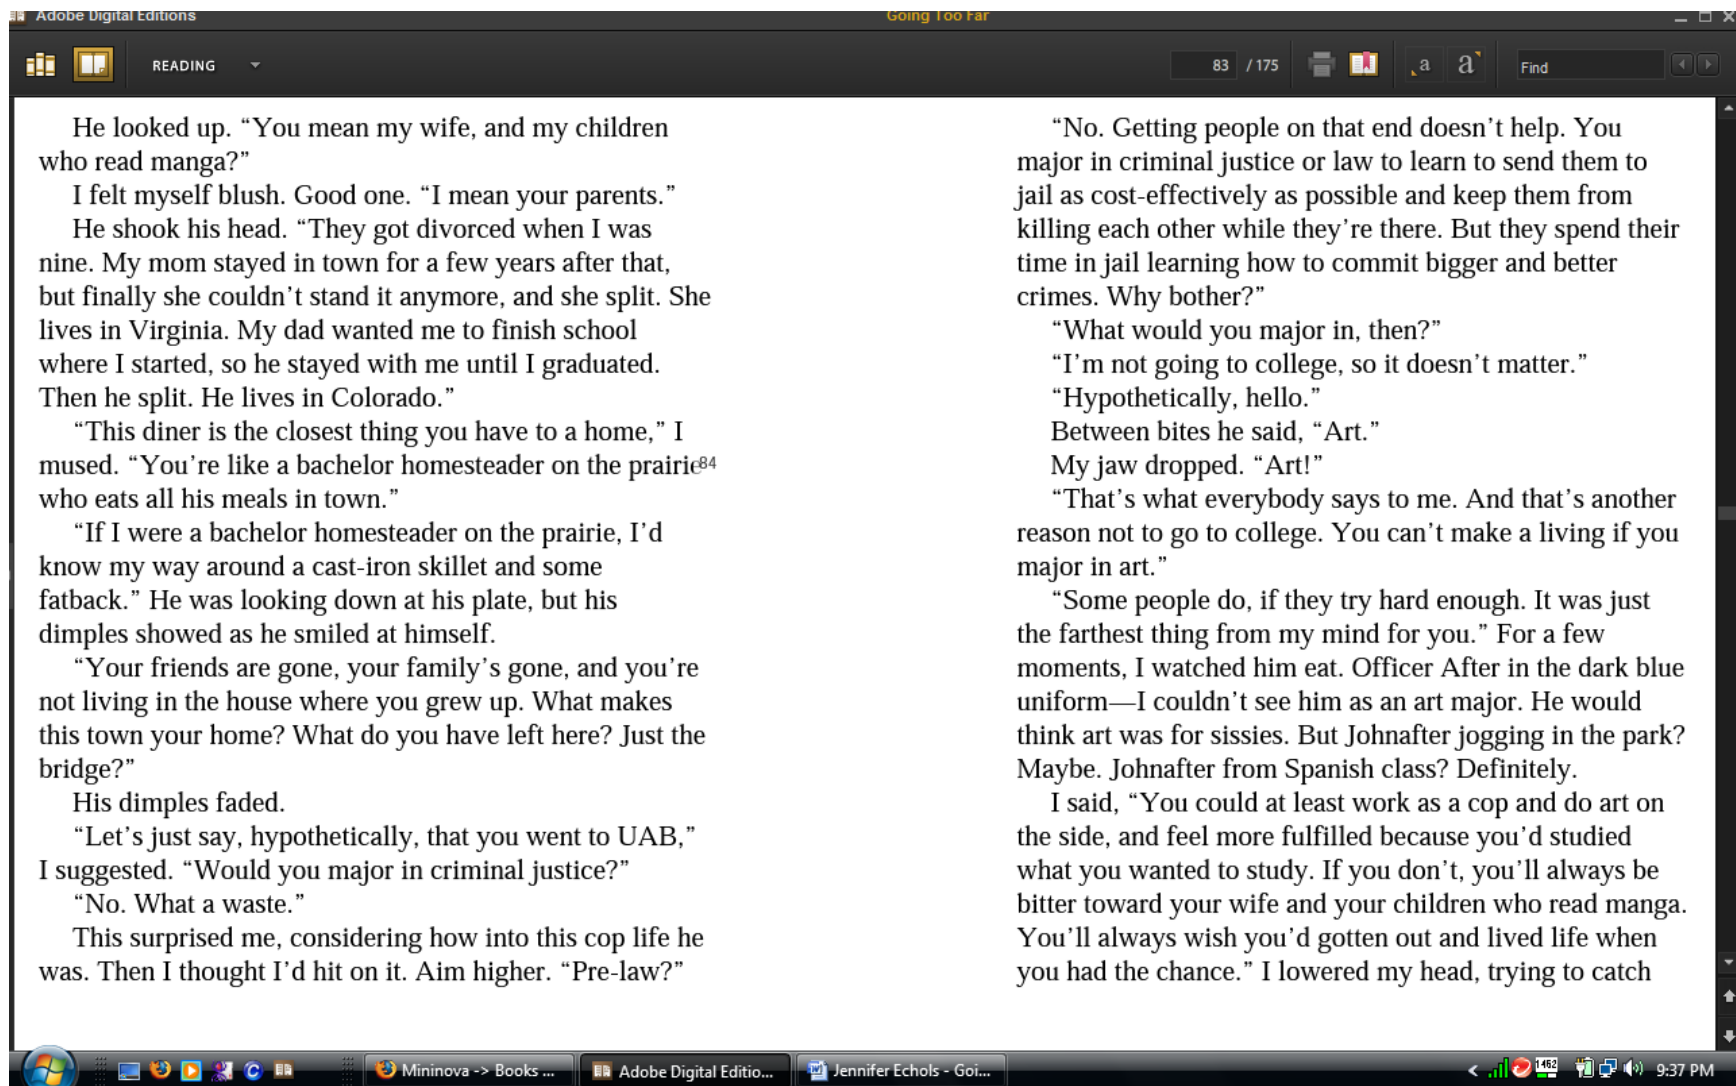 Adobe Digital Editions
Going Too Far
READING
83 / 175
a
a
Find
He looked up. “You mean my wife, and my children
who read manga?”
I felt myself blush. Good one. “I mean your parents.”
He shook his head. “They got divorced when I was
nine. My mom stayed in town for a few years after that,
but finally she couldn’t stand it anymore, and she split. She
lives in Virginia. My dad wanted me to finish school
where I started, so he stayed with me until I graduated.
Then he split. He lives in Colorado.”
“This diner is the closest thing you have to a home,” I
mused. “You’re like a bachelor homesteader on the prairie
84
who eats all his meals in town.”
“If I were a bachelor homesteader on the prairie, I’d
know my way around a cast-iron skillet and some
fatback.” He was looking down at his plate, but his
dimples showed as he smiled at himself.
“Your friends are gone, your family’s gone, and you’re
not living in the house where you grew up. What makes
this town your home? What do you have left here? Just the
bridge?”
His dimples faded.
“Let’s just say, hypothetically, that you went to UAB,”
I suggested. “Would you major in criminal justice?”
“No. What a waste.”
This surprised me, considering how into this cop life he
was. Then I thought I’d hit on it. Aim higher. “Pre-law?”
“No. Getting people on that end doesn’t help. You
major in criminal justice or law to learn to send them to
jail as cost-effectively as possible and keep them from
killing each other while they’re there. But they spend their
time in jail learning how to commit bigger and better
crimes. Why bother?”
“What would you major in, then?”
“I’m not going to college, so it doesn’t matter.”
“Hypothetically, hello.”
Between bites he said, “Art.”
My jaw dropped. “Art!”
“That’s what everybody says to me. And that’s another
reason not to go to college. You can’t make a living if you
major in art.”
“Some people do, if they try hard enough. It was just
the farthest thing from my mind for you.” For a few
moments, I watched him eat. Officer After in the dark blue
uniform—I couldn’t see him as an art major. He would
think art was for sissies. But Johnafter jogging in the park?
Maybe. Johnafter from Spanish class? Definitely.
I said, “You could at least work as a cop and do art on
the side, and feel more fulfilled because you’d studied
what you wanted to study. If you don’t, you’ll always be
bitter toward your wife and your children who read manga.
You’ll always wish you’d gotten out and lived life when
you had the chance.” I lowered my head, trying to catch
Mininova -> Books ...
Adobe Digital Editio...
Jennifer Echols - Goi...
1452
9:37 PM